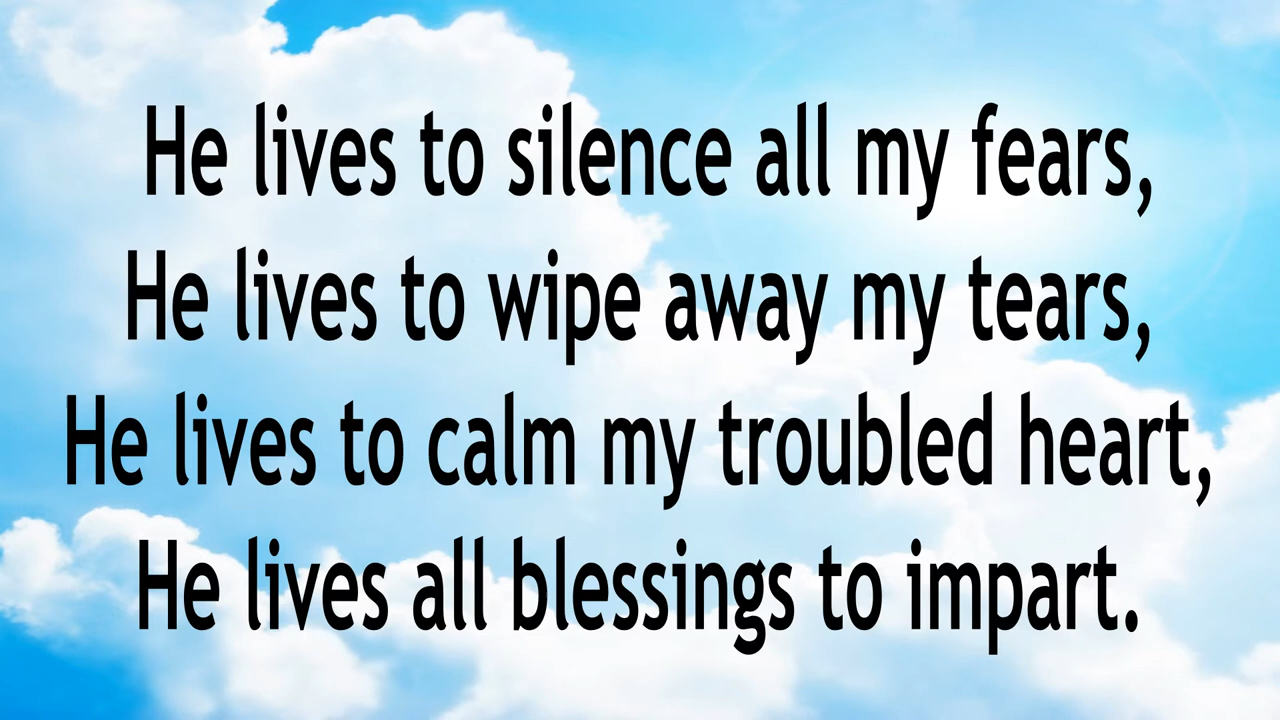 He lives to silence all my fears,
He lives to wipe away my tears,
He lives to calm my troubled heart,
He lives all blessings to impart.